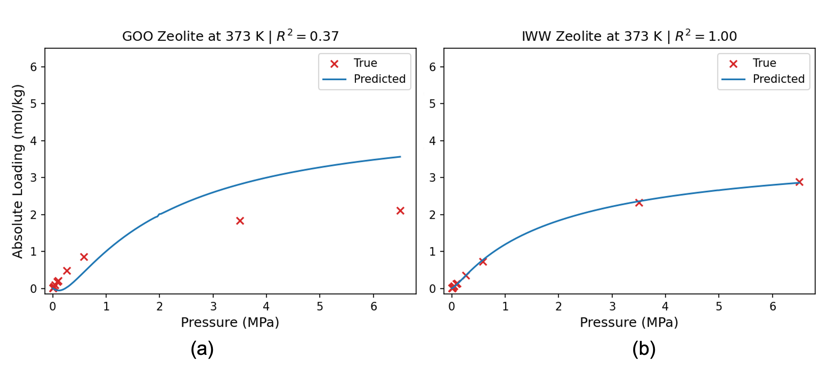 GOO Zeolite at 373 K | R² = 0.37
True
Predicted
6
5
4
3
2
1
0
Absolute Loading (mol/kg)
0 1 2 3 4 5 6
Pressure (MPa)
(a)
IWW Zeolite at 373 K | R² = 1.00
True
Predicted
6
5
4
3
2
1
0
0 1 2 3 4 5 6
Pressure (MPa)
(b)